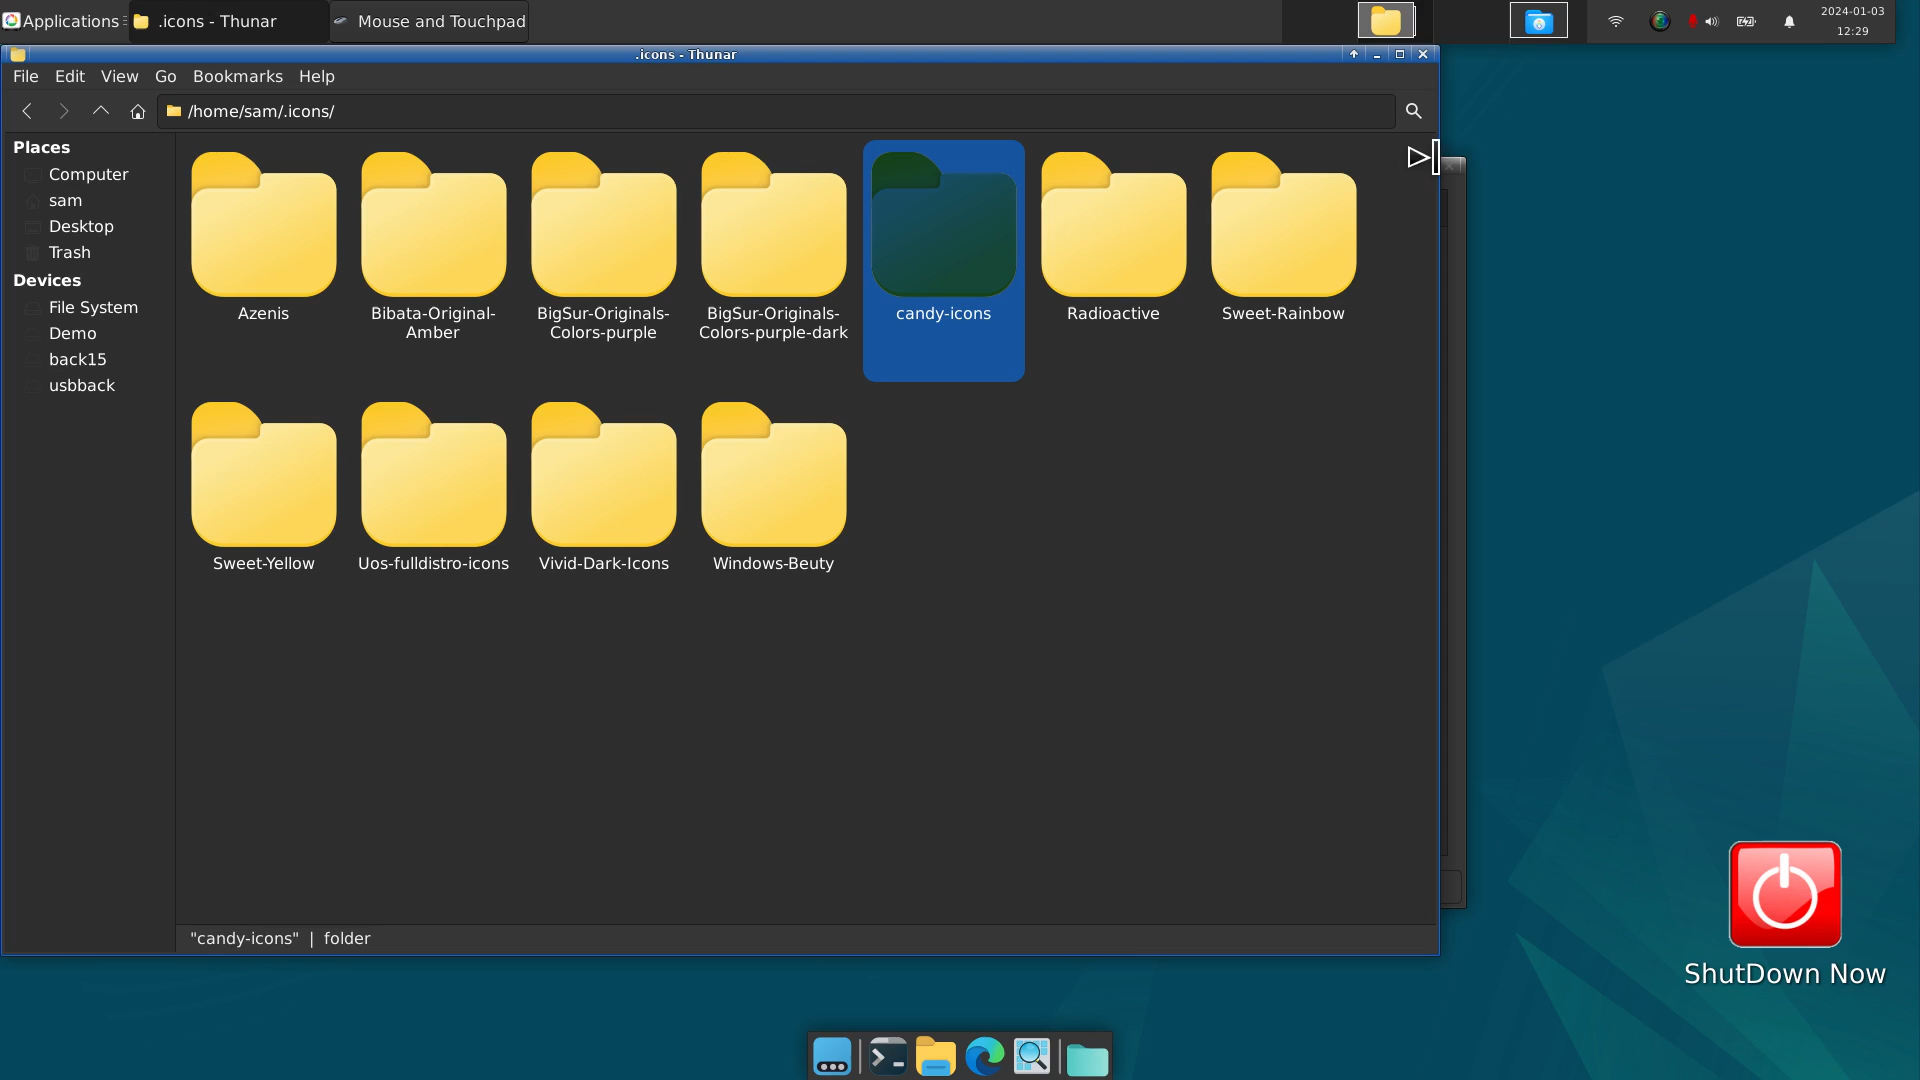 Applications
.icons - Thunar
Mouse and Touchpad
2024-01-03
12:29
.icons - Thunar
File Edit View Go Bookmarks Help
/home/sam/.icons/
Places
Computer
sam
Desktop
Trash
Devices
File System
Demo
back15
usbback
Azenis
Bibata-Original-
Amber
BigSur-Originals-
Colors-purple
BigSur-Originals-
Colors-purple-dark
candy-icons
Radioactive
Sweet-Rainbow
Sweet-Yellow
Uos-fulldistro-icons
Vivid-Dark-Icons
Windows-Beuty
"candy-icons" | folder
ShutDown Now